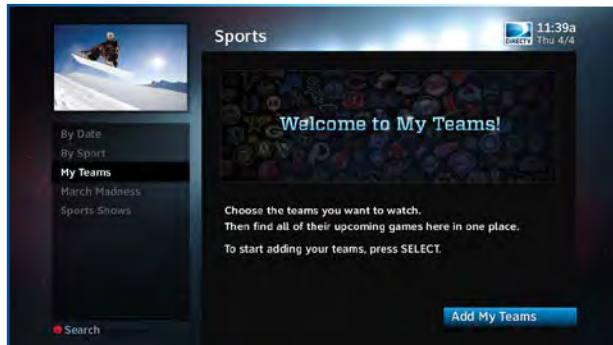 Sports
DIRECTV
11:39a
Thu 4/4
By Date
By Sport
My Teams
March Madness
Sports Shows
Search
Welcome to My Teams!
Choose the teams you want to watch.
Then find all of their upcoming games here in one place.
To start adding your teams, press SELECT.
Add My Teams